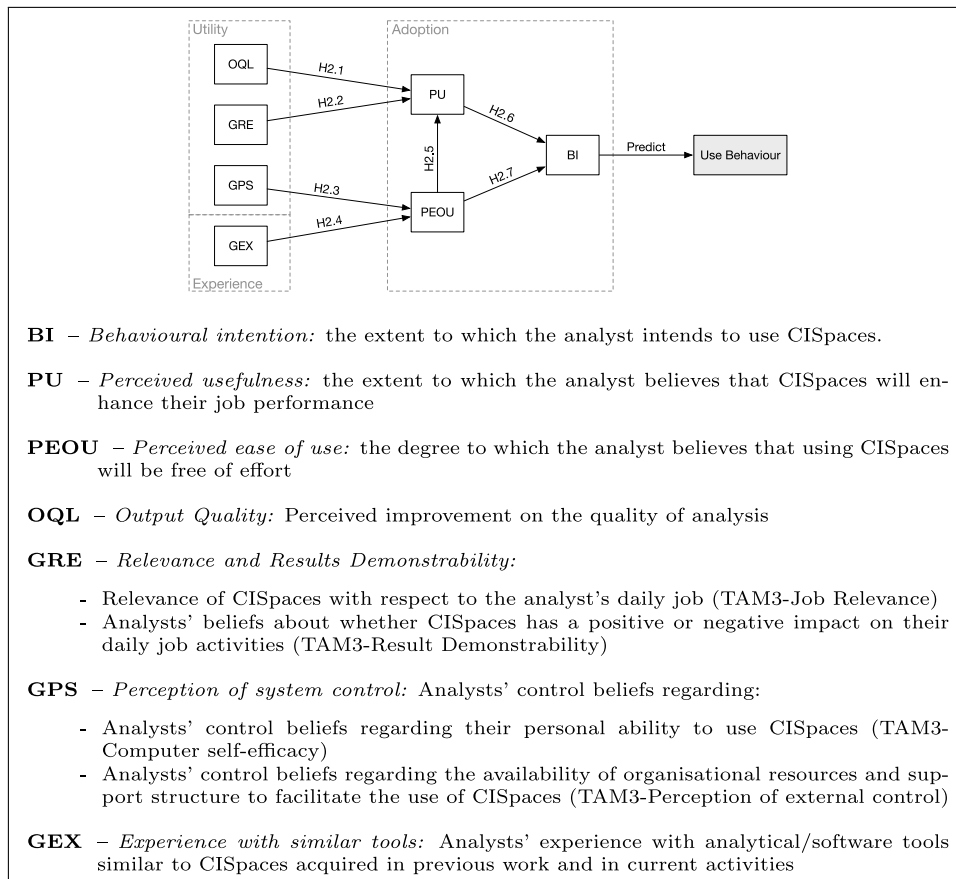 Utility
Adoption
OQL
H2.1
PU
H2.2
GRE
H2.6
H2.5
BI
Predict
Use Behaviour
GPS
H2.3
H2.7
PEOU
H2.4
GEX
Experience
BI – Behavioural intention: the extent to which the analyst intends to use CISpaces.
PU – Perceived usefulness: the extent to which the analyst believes that CISpaces will en-
hance their job performance
PEOU – Perceived ease of use: the degree to which the analyst believes that using CISpaces
will be free of effort
OQL – Output Quality: Perceived improvement on the quality of analysis
GRE – Relevance and Results Demonstrability:
- Relevance of CISpaces with respect to the analyst's daily job (TAM3-Job Relevance)
- Analysts' beliefs about whether CISpaces has a positive or negative impact on their
daily job activities (TAM3-Result Demonstrability)
GPS – Perception of system control: Analysts' control beliefs regarding:
- Analysts' control beliefs regarding their personal ability to use CISpaces (TAM3-
Computer self-efficacy)
- Analysts' control beliefs regarding the availability of organisational resources and sup-
port structure to facilitate the use of CISpaces (TAM3-Perception of external control)
GEX – Experience with similar tools: Analysts' experience with analytical/software tools
similar to CISpaces acquired in previous work and in current activities